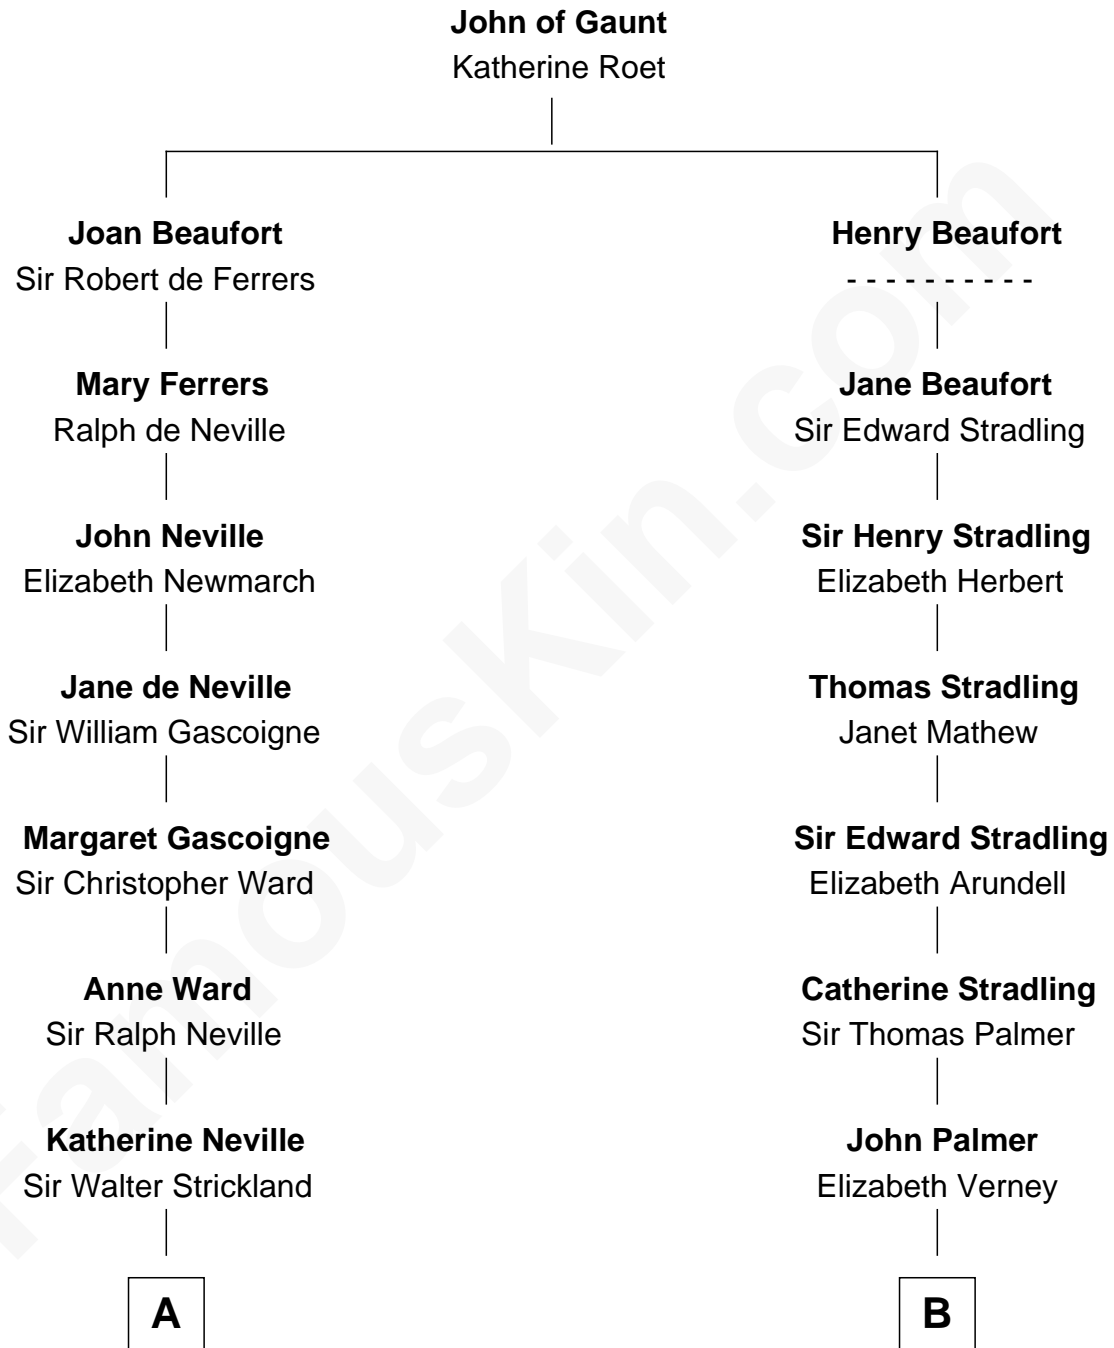 John of Gaunt
Katherine Roet
Joan Beaufort
Sir Robert de Ferrers
Henry Beaufort
- - - - - - - - - -
Mary Ferrers
Ralph de Neville
Jane Beaufort
Sir Edward Stradling
John Neville
Elizabeth Newmarch
Sir Henry Stradling
Elizabeth Herbert
Jane de Neville
Sir William Gascoigne
Thomas Stradling
Janet Mathew
Margaret Gascoigne
Sir Christopher Ward
Sir Edward Stradling
Elizabeth Arundell
Anne Ward
Sir Ralph Neville
Catherine Stradling
Sir Thomas Palmer
Katherine Neville
Sir Walter Strickland
John Palmer
Elizabeth Verney
A
B
FamousKin.com